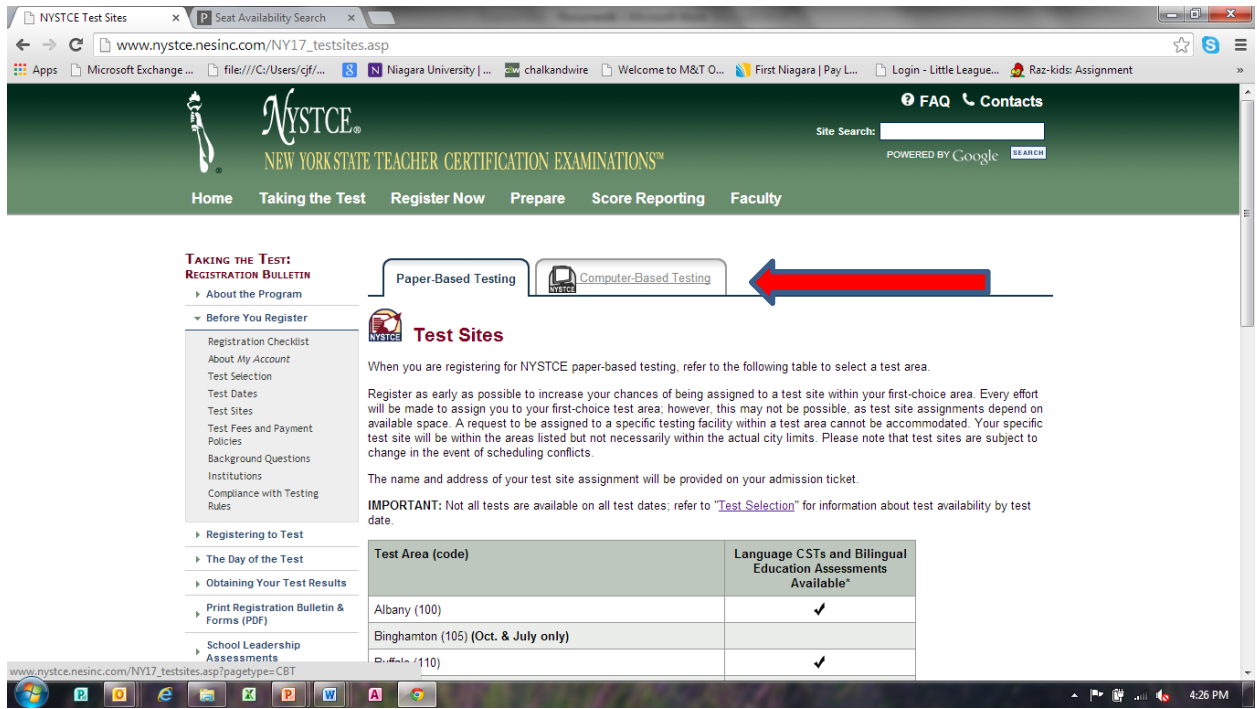 NYSTCE Test Sites
Seat Availability Search
www.nystce.nesinc.com/NY17_testsites.asp
Apps
Microsoft Exchange ...
file:///C:/Users/cjf/...
Niagara University | ...
chalkandwire
Welcome to M&T O...
First Niagara | Pay L...
Login - Little League...
Raz-kids: Assignment
»
FAQ Contacts
NYSTCE®
Site Search:
NEW YORK STATE TEACHER CERTIFICATION EXAMINATIONS™
POWERED BY Google SEARCH
Home Taking the Test Register Now Prepare Score Reporting Faculty
TAKING THE TEST:
REGISTRATION BULLETIN
About the Program
Before You Register
Registration Checklist
About My Account
Test Selection
Test Dates
Test Sites
Test Fees and Payment
Policies
Background Questions
Institutions
Compliance with Testing
Rules
Registering to Test
The Day of the Test
Obtaining Your Test Results
Print Registration Bulletin &
Forms (PDF)
School Leadership
Assessments
Paper-Based Testing
NYSTCE
Computer-Based Testing
NYSTCE
Test Sites
When you are registering for NYSTCE paper-based testing, refer to the following table to select a test area.
Register as early as possible to increase your chances of being assigned to a test site within your first-choice area. Every effort
will be made to assign you to your first-choice test area; however, this may not be possible, as test site assignments depend on
available space. A request to be assigned to a specific testing facility within a test area cannot be accommodated. Your specific
test site will be within the areas listed but not necessarily within the actual city limits. Please note that test sites are subject to
change in the event of scheduling conflicts.
The name and address of your test site assignment will be provided on your admission ticket.
IMPORTANT: Not all tests are available on all test dates; refer to "Test Selection" for information about test availability by test
date.
Test Area (code)
Language CSTs and Bilingual
Education Assessments
Available*
Albany (100) ✓
Binghamton (105) (Oct. & July only)
Buffalo (110) ✓
www.nystce.nesinc.com/NY17_testsites.asp?pagetype=CBT
4:26 PM